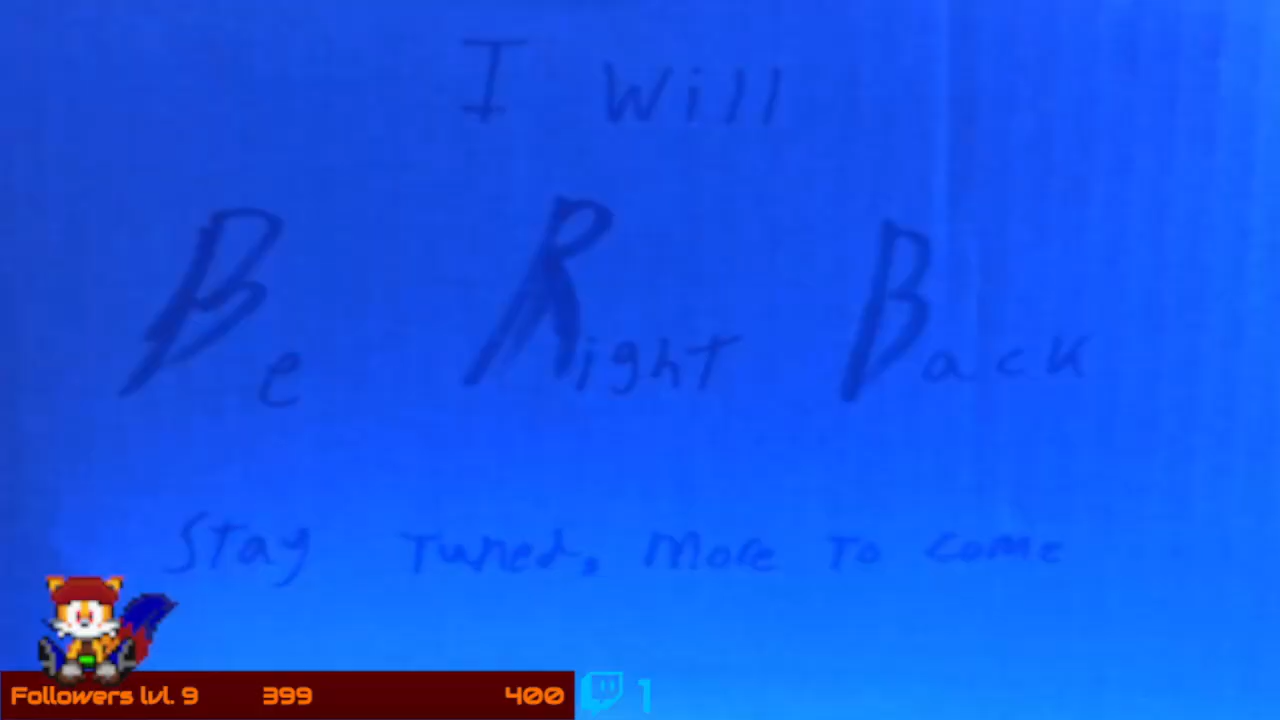 I Will
Be Right Back
Stay Tuned, More To Come
Followers lvl. 9 399 400 1